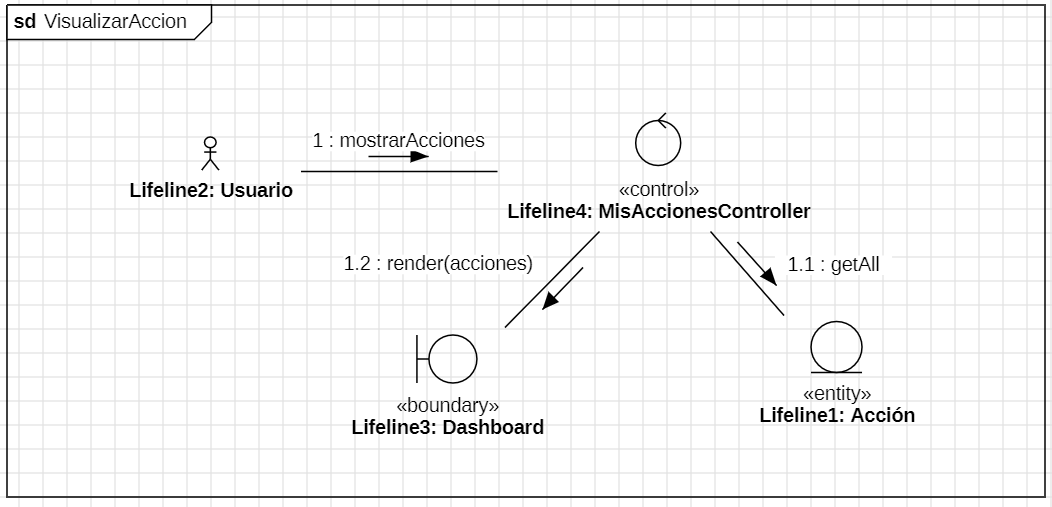 sd VisualizarAccion
1 : mostrarAcciones
Lifeline2: Usuario
«control»
Lifeline4: MisAccionesController
1.2 : render(acciones)
1.1 : getAll
«boundary»
Lifeline3: Dashboard
«entity»
Lifeline1: Acción